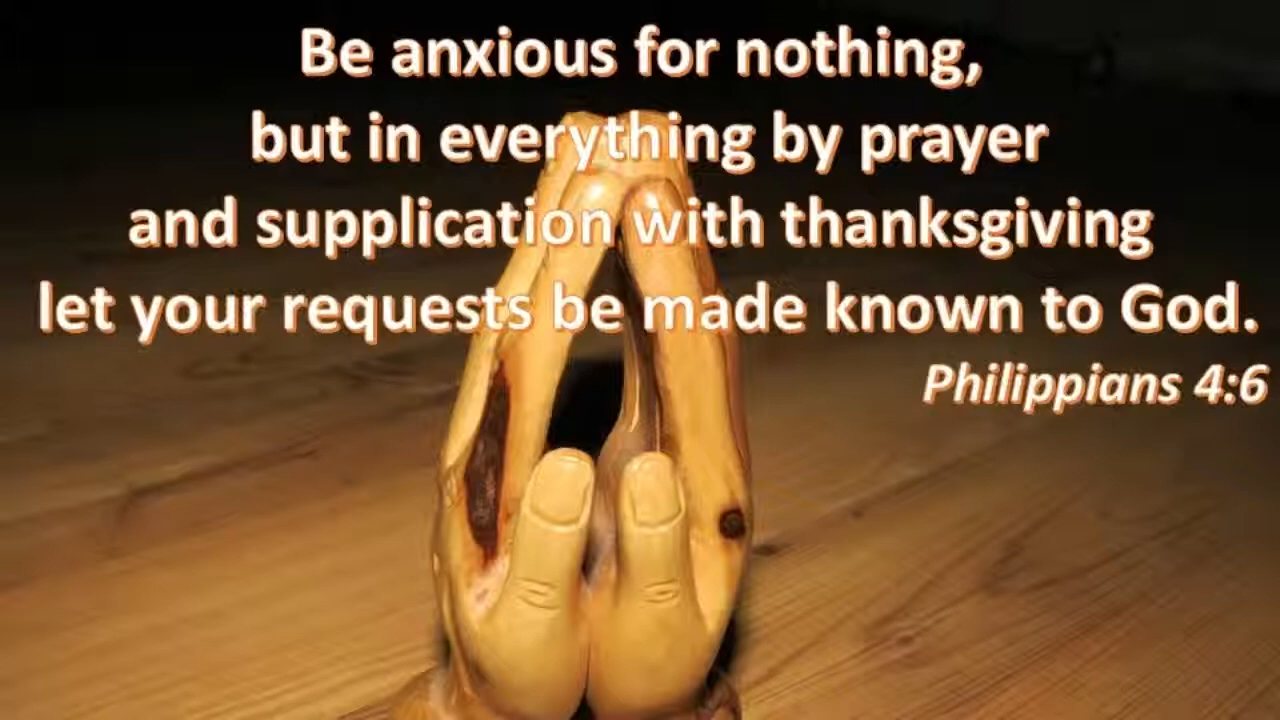 Be anxious for nothing,
but in everything by prayer
and supplication with thanksgiving
let your requests be made known to God.
Philippians 4:6